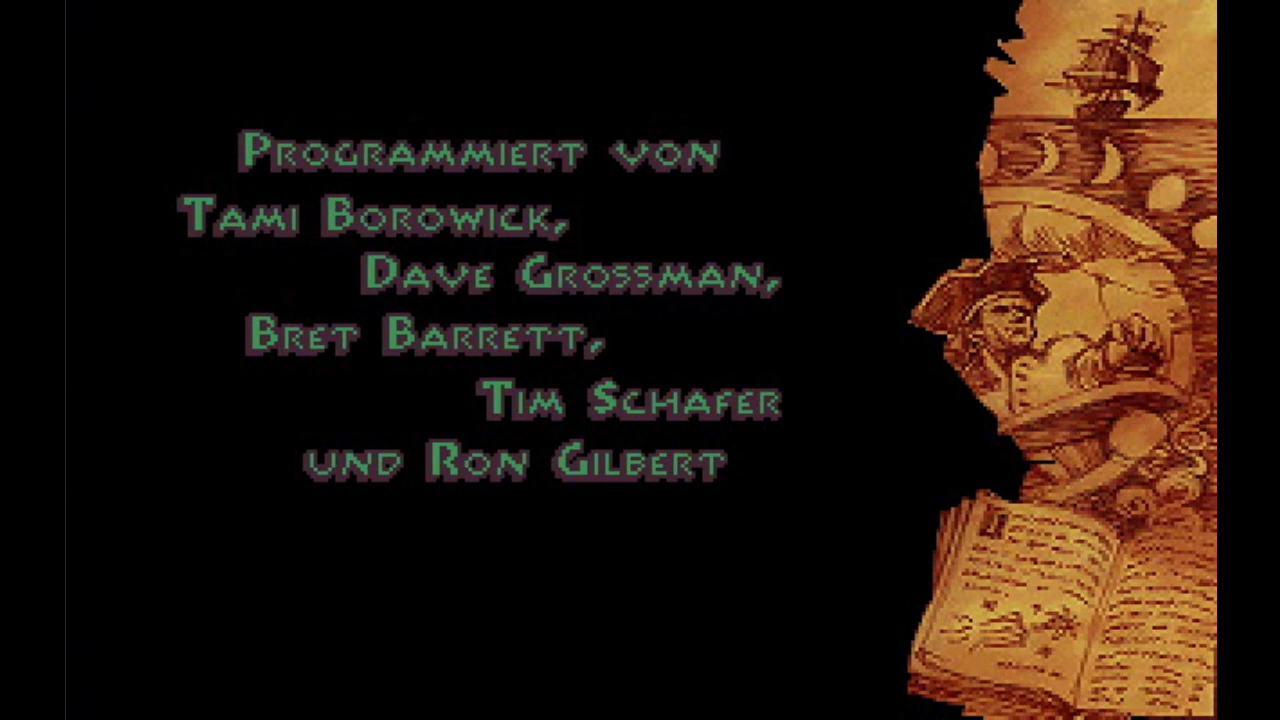 Programmiert von
Tami Borowick,
Dave Grossman,
Bret Barrett,
Tim Schafer
und Ron Gilbert